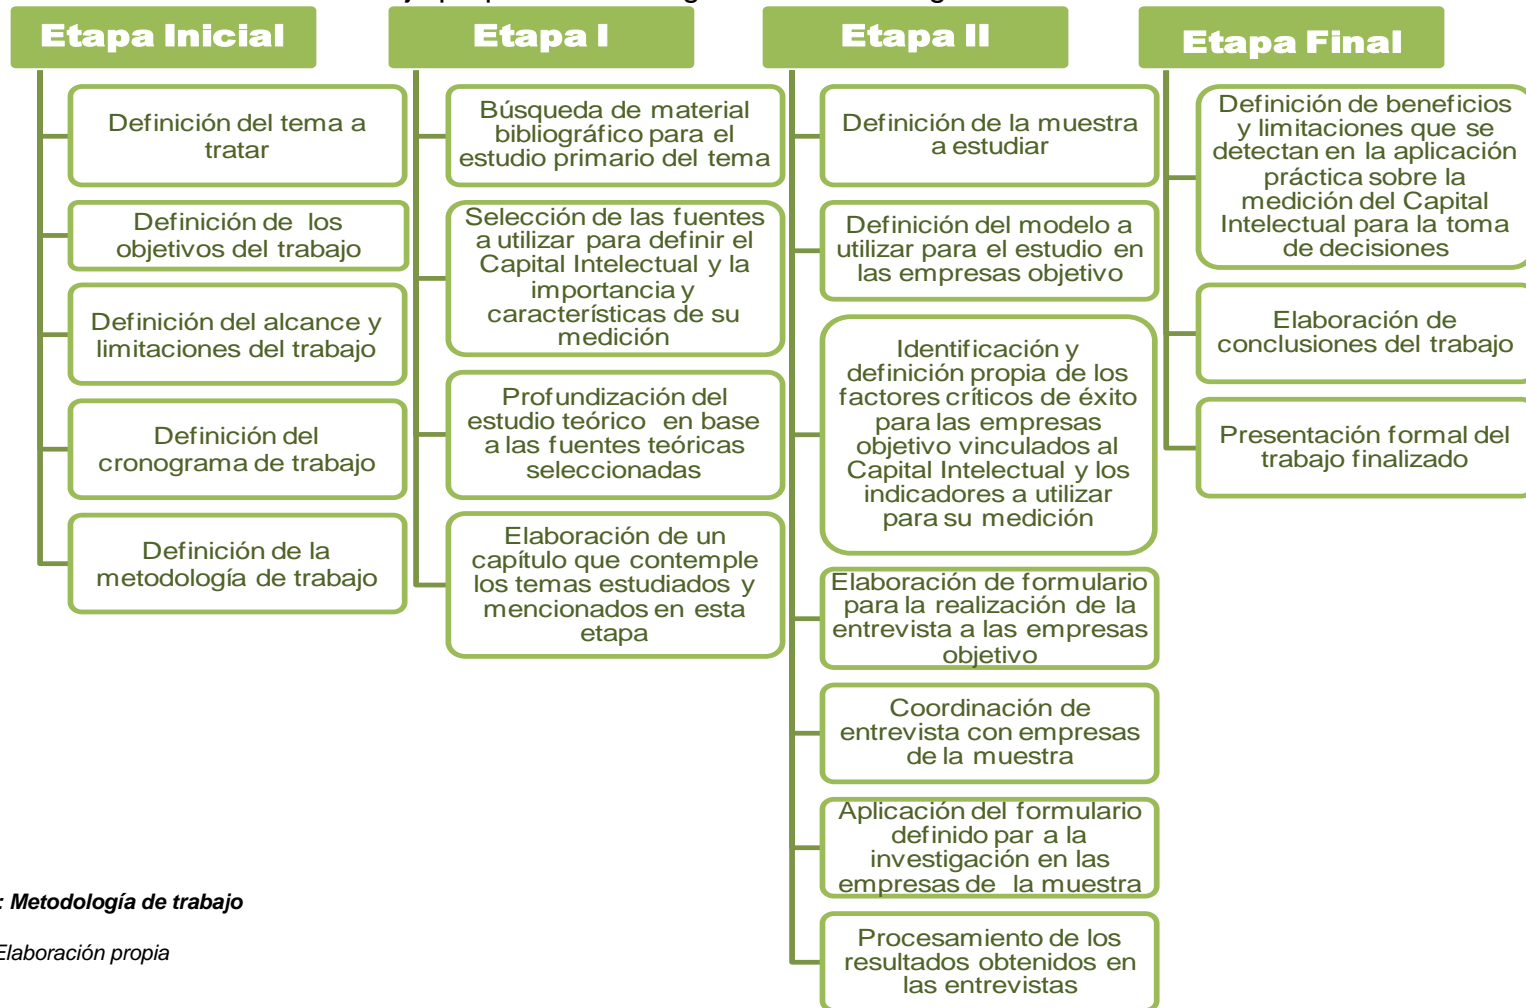 Etapa Inicial
Definición del tema a
tratar
Definición de los
objetivos del trabajo
Definición del alcance y
limitaciones del trabajo
Definición del
cronograma de trabajo
Definición de la
metodología de trabajo
Etapa I
Búsqueda de material
bibliográfico para el
estudio primario del tema
Selección de las fuentes
a utilizar para definir el
Capital Intelectual y la
importancia y
características de su
medición
Profundización del
estudio teórico en base
a las fuentes teóricas
seleccionadas
Elaboración de un
capítulo que contemple
los temas estudiados y
mencionados en esta
etapa
Etapa II
Definición de la muestra
a estudiar
Definición del modelo a
utilizar para el estudio en
las empresas objetivo
Identificación y
definición propia de los
factores críticos de éxito
para las empresas
objetivo vinculados al
Capital Intelectual y los
indicadores a utilizar
para su medición
Elaboración de formulario
para la realización de la
entrevista a las empresas
objetivo
Coordinación de
entrevista con empresas
de la muestra
Aplicación del formulario
definido par a la
investigación en las
empresas de la muestra
Procesamiento de los
resultados obtenidos en
las entrevistas
Etapa Final
Definición de beneficios
y limitaciones que se
detectan en la aplicación
práctica sobre la
medición del Capital
Intelectual para la toma
de decisiones
Elaboración de
conclusiones del trabajo
Presentación formal del
trabajo finalizado
: Metodología de trabajo
Elaboración propia